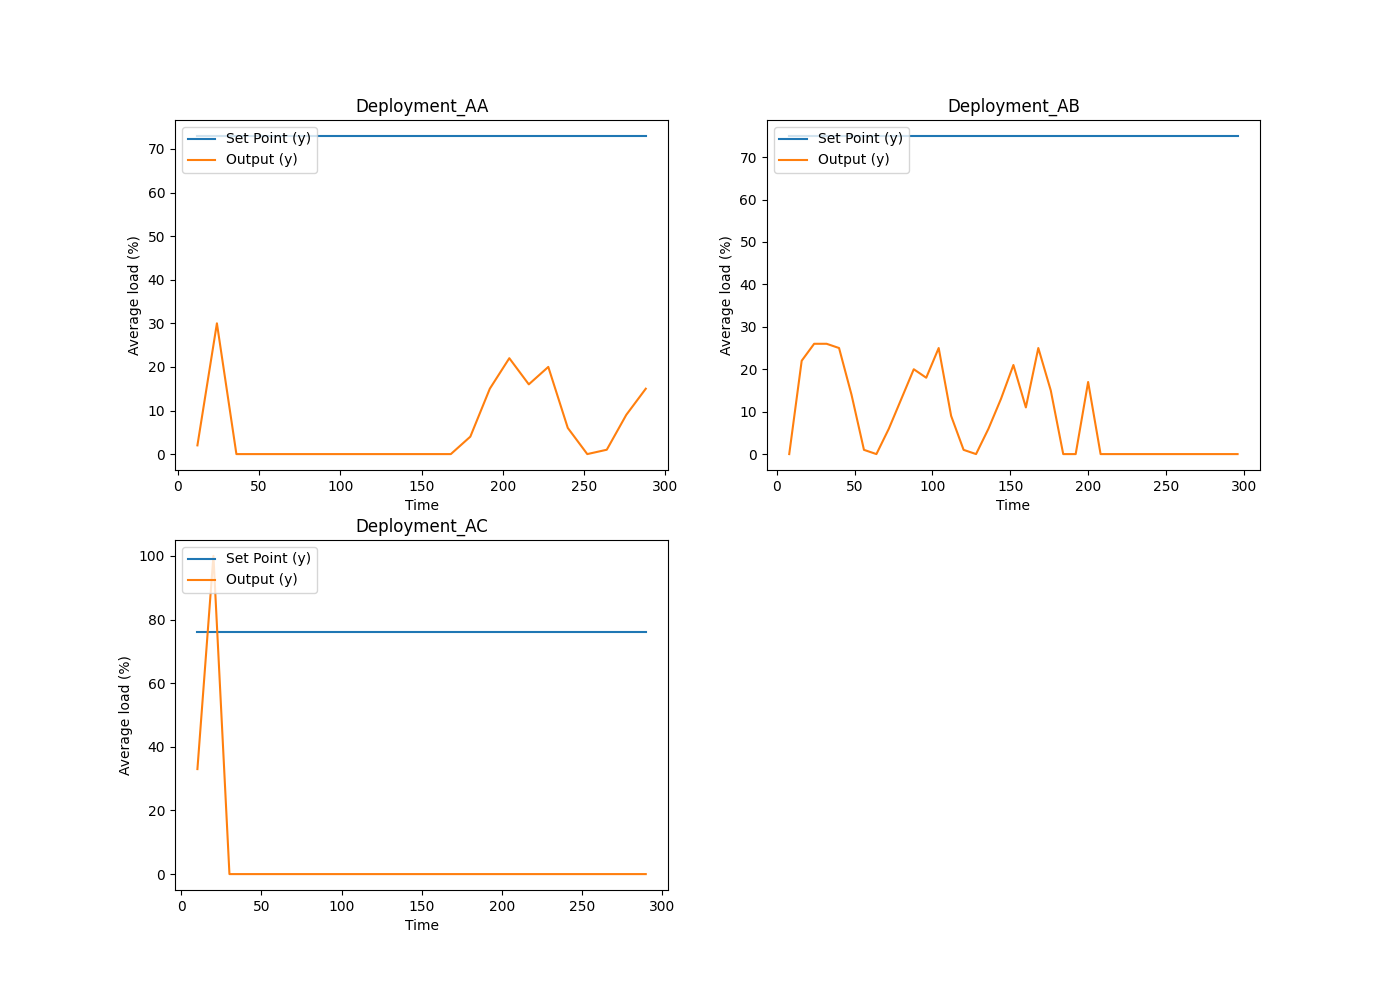 Deployment_AA
Set Point (y)
Output (y)
Average load (%)
70
60
50
40
30
20
10
0
0 50 100 150 200 250 300
Time
Deployment_AB
Set Point (y)
Output (y)
Average load (%)
70
60
50
40
30
20
10
0
0 50 100 150 200 250 300
Time
Deployment_AC
Set Point (y)
Output (y)
Average load (%)
100
80
60
40
20
0
0 50 100 150 200 250 300
Time